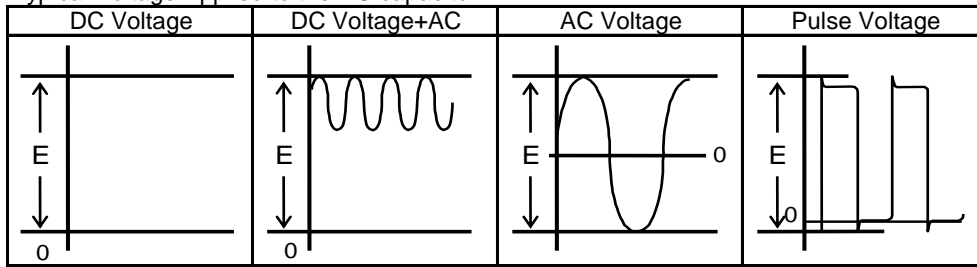 DC Voltage DC Voltage+AC AC Voltage Pulse Voltage
E E E 0 E
0 0 0